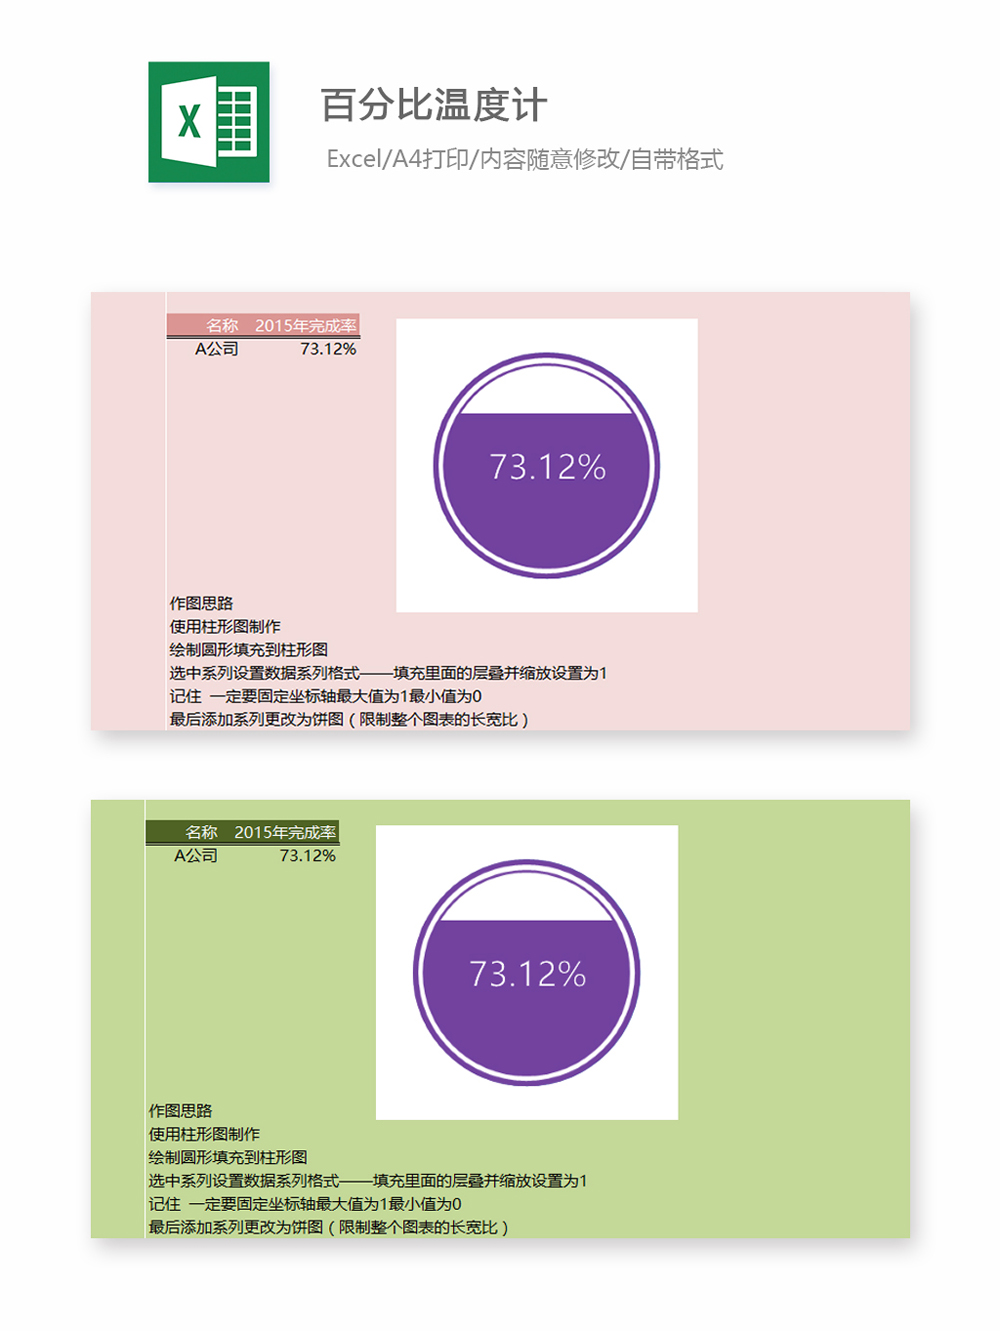 X
百分比温度计
Excel/A4打印/内容随意修改/自带格式
名称 2015年完成率
A公司 73.12%
73.12%
作图思路
使用柱形图制作
绘制圆形填充到柱形图
选中系列设置数据系列格式——填充里面的层叠并缩放设置为1
记住 一定要固定坐标轴最大值为1最小值为0
最后添加系列更改为饼图（限制整个图表的长宽比）
名称 2015年完成率
A公司 73.12%
73.12%
作图思路
使用柱形图制作
绘制圆形填充到柱形图
选中系列设置数据系列格式——填充里面的层叠并缩放设置为1
记住 一定要固定坐标轴最大值为1最小值为0
最后添加系列更改为饼图（限制整个图表的长宽比）